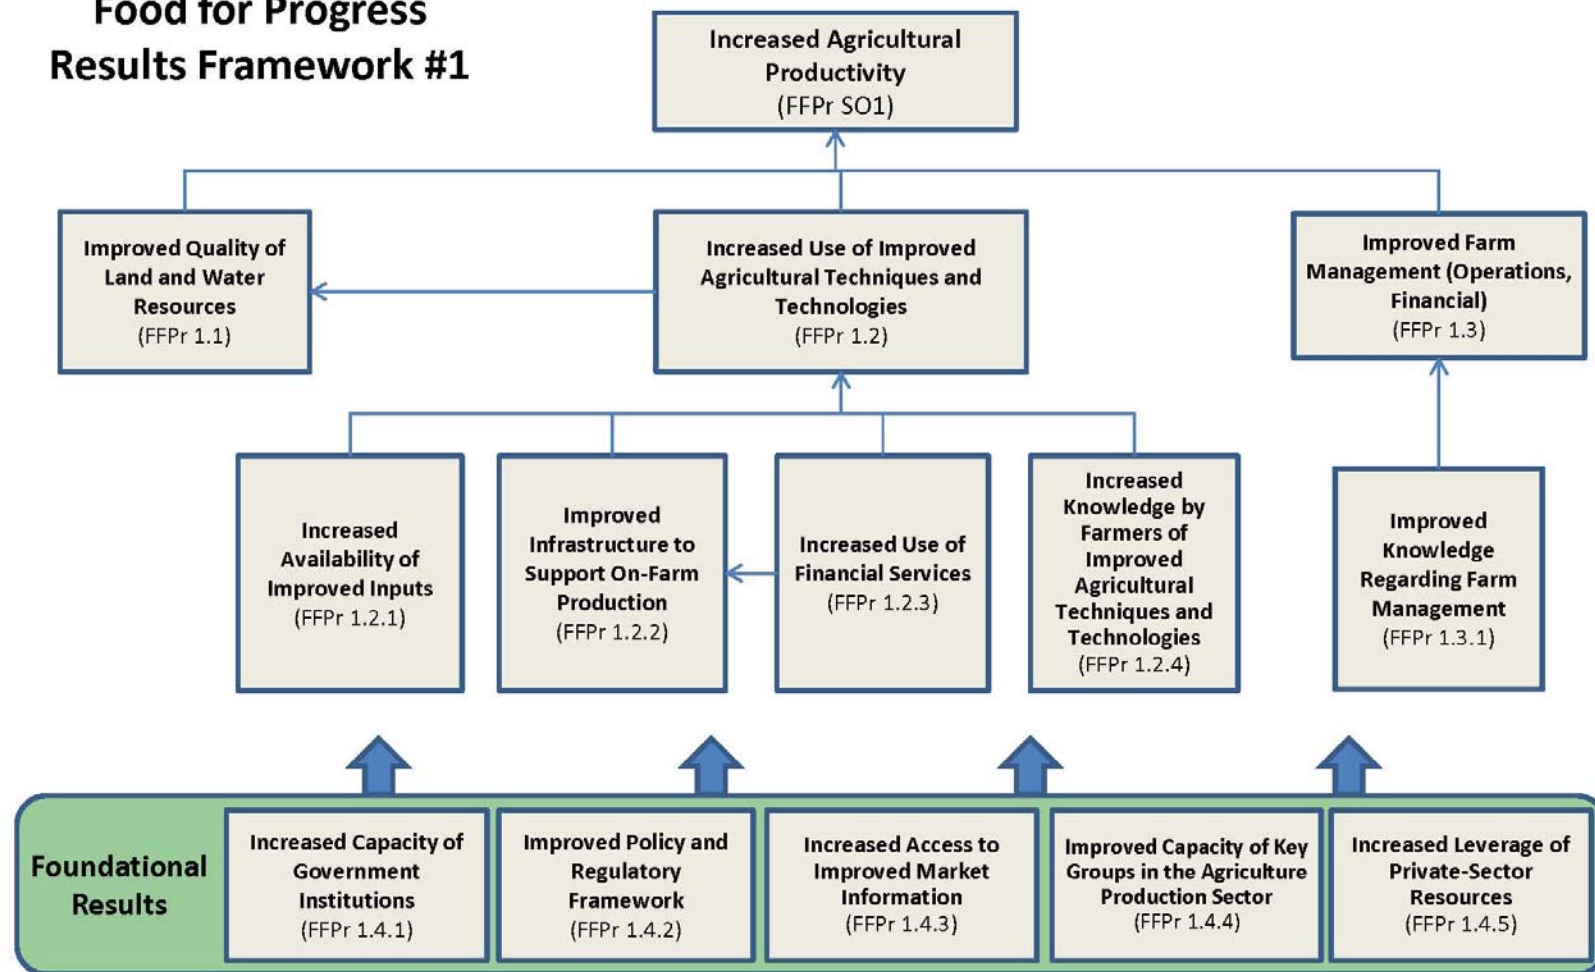 Food for Progress
Results Framework #1
Increased Agricultural
Productivity
(FFPr SO1)
Improved Quality of
Land and Water
Resources
(FFPr 1.1)
Increased Use of Improved
Agricultural Techniques and
Technologies
(FFPr 1.2)
Improved Farm
Management (Operations,
Financial)
(FFPr 1.3)
Increased
Availability of
Improved Inputs
(FFPr 1.2.1)
Improved
Infrastructure to
Support On-Farm
Production
(FFPr 1.2.2)
Increased Use of
Financial Services
(FFPr 1.2.3)
Increased
Knowledge by
Farmers of
Improved
Agricultural
Techniques and
Technologies
(FFPr 1.2.4)
Improved
Knowledge
Regarding Farm
Management
(FFPr 1.3.1)
Foundational
Results
Increased Capacity of
Government
Institutions
(FFPr 1.4.1)
Improved Policy and
Regulatory
Framework
(FFPr 1.4.2)
Increased Access to
Improved Market
Information
(FFPr 1.4.3)
Improved Capacity of Key
Groups in the Agriculture
Production Sector
(FFPr 1.4.4)
Increased Leverage of
Private-Sector
Resources
(FFPr 1.4.5)